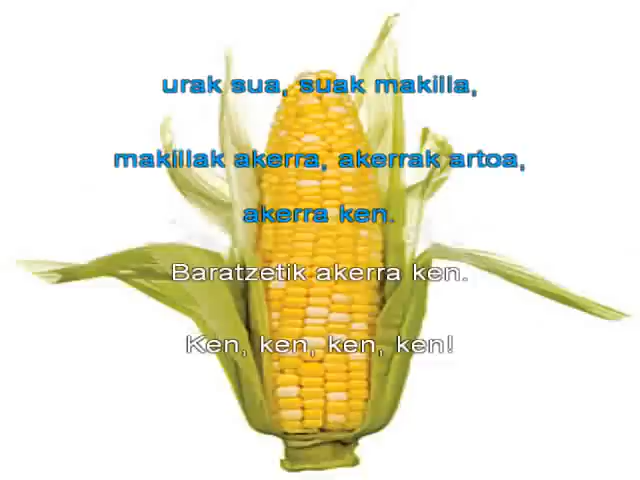 urak sua, suak makilla,
makillak akerra, akerrak artoa,
akerra ken.
Baratzetik akerra ken.
Ken, ken, ken, ken!